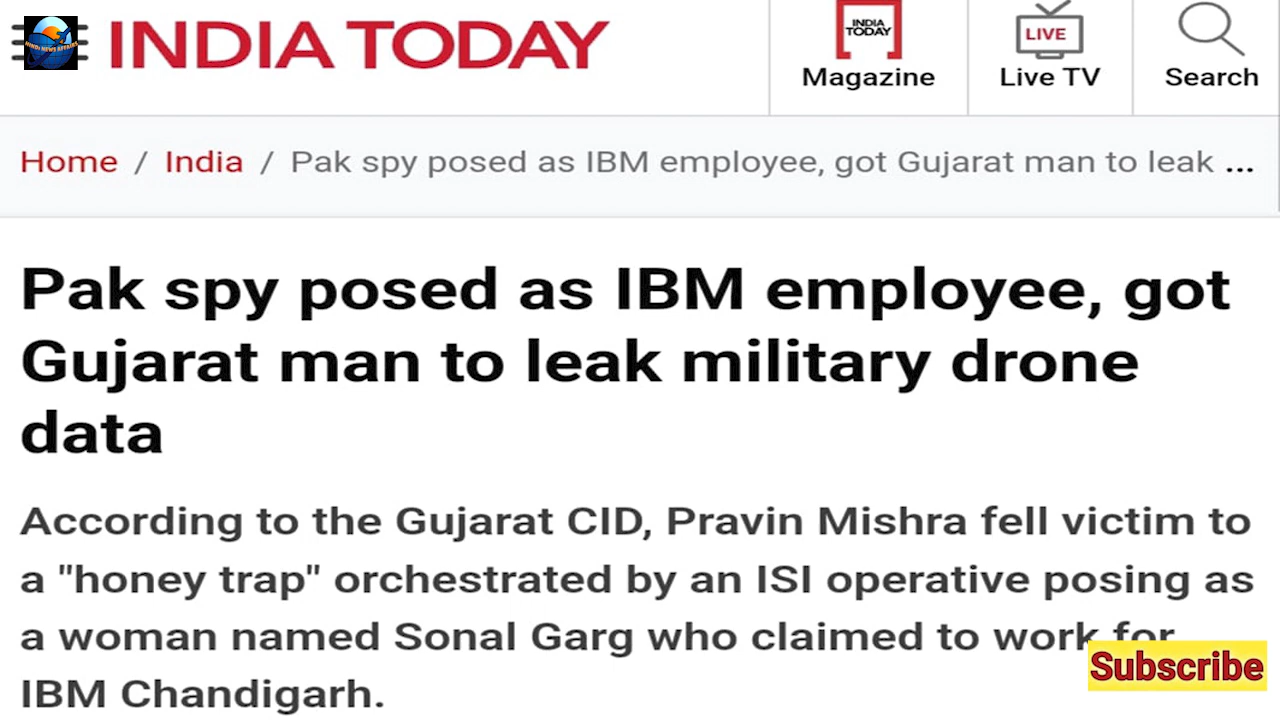 HINDI NEWS AFFAIRS
INDIA TODAY
INDIA
TODAY
Magazine
LIVE
Live TV
Search
Home / India / Pak spy posed as IBM employee, got Gujarat man to leak ...
Pak spy posed as IBM employee, got
Gujarat man to leak military drone
data
According to the Gujarat CID, Pravin Mishra fell victim to
a "honey trap" orchestrated by an ISI operative posing as
a woman named Sonal Garg who claimed to work for
IBM Chandigarh.
Subscribe